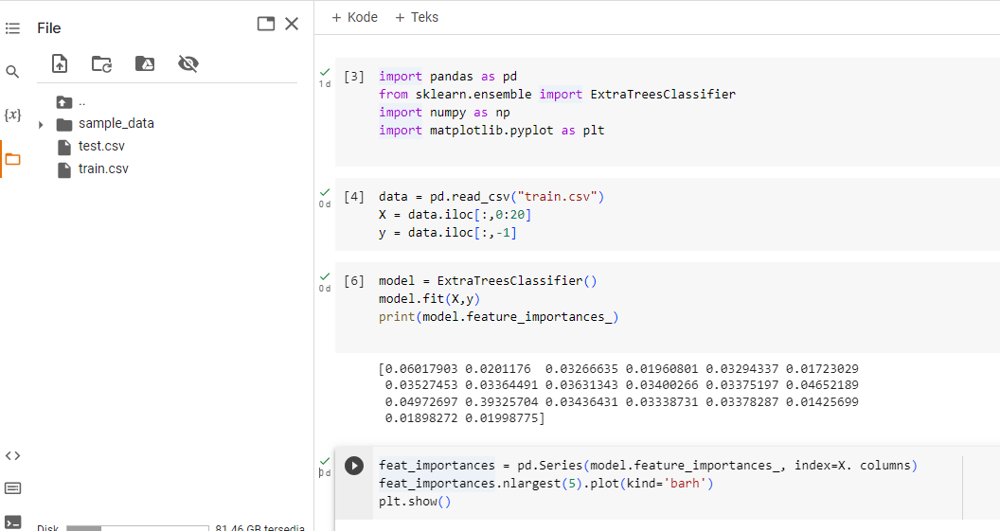 File
..
sample_data
test.csv
train.csv
{x}
<>
Disk 81.46 GB tersedia
+ Kode + Teks
1 d
[3] import pandas as pd
from sklearn.ensemble import ExtraTreesClassifier
import numpy as np
import matplotlib.pyplot as plt
0 d
[4] data = pd.read_csv("train.csv")
X = data.iloc[:,0:20]
y = data.iloc[:,-1]
0 d
[6] model = ExtraTreesClassifier()
model.fit(X,y)
print(model.feature_importances_)
[0.06017903 0.0201176  0.03266635 0.01960801 0.03294337 0.01723029
0.03527453 0.03364491 0.03631343 0.03400266 0.03375197 0.04652189
0.04972697 0.39325704 0.03436431 0.03338731 0.03378287 0.01425699
0.01898272 0.01998775]
0 d
feat_importances = pd.Series(model.feature_importances_, index=X. columns)
feat_importances.nlargest(5).plot(kind='barh')
plt.show()